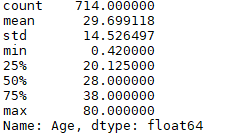 count    714.000000
mean      29.699118
std       14.526497
min        0.420000
25%       20.125000
50%       28.000000
75%       38.000000
max       80.000000
Name: Age, dtype: float64